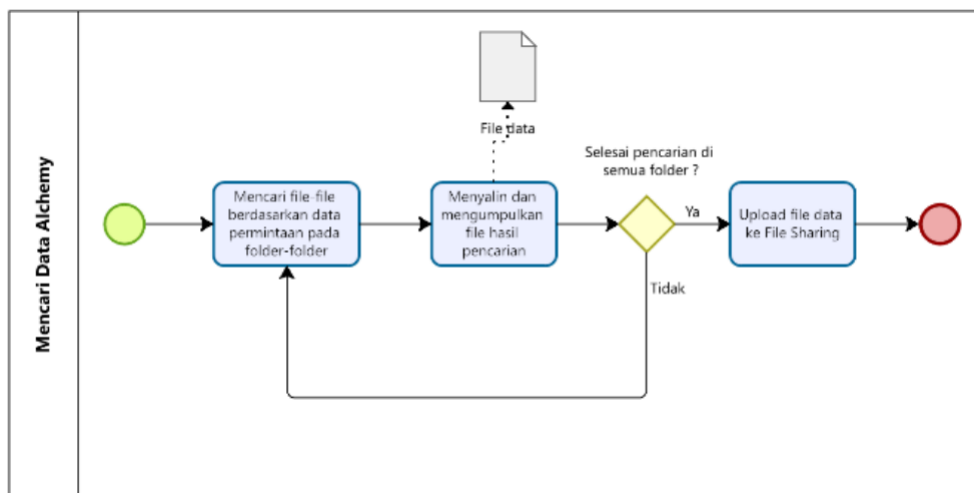 Mencari Data Alchemy
File data
Selesai pencarian di
semua folder ?
Mencari file-file
berdasarkan data
permintaan pada
folder-folder
Menyalin dan
mengumpulkan
file hasil
pencarian
Ya
Upload file data
ke File Sharing
Tidak